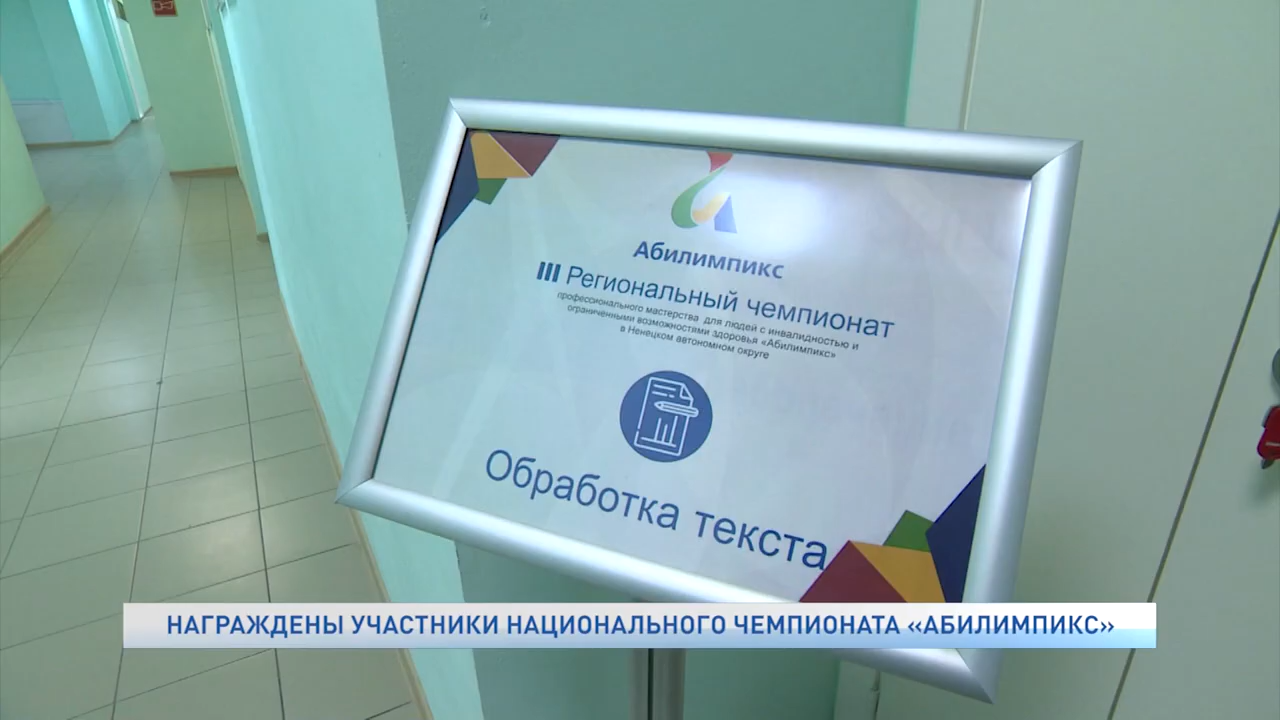 Абилимпикс
III Региональный чемпионат
профессионального мастерства для людей с инвалидностью и
ограниченными возможностями здоровья «Абилимпикс»
в Ненецком автономном округе
Обработка текста
НАГРАЖДЕНЫ УЧАСТНИКИ НАЦИОНАЛЬНОГО ЧЕМПИОНАТА «АБИЛИМПИКС»